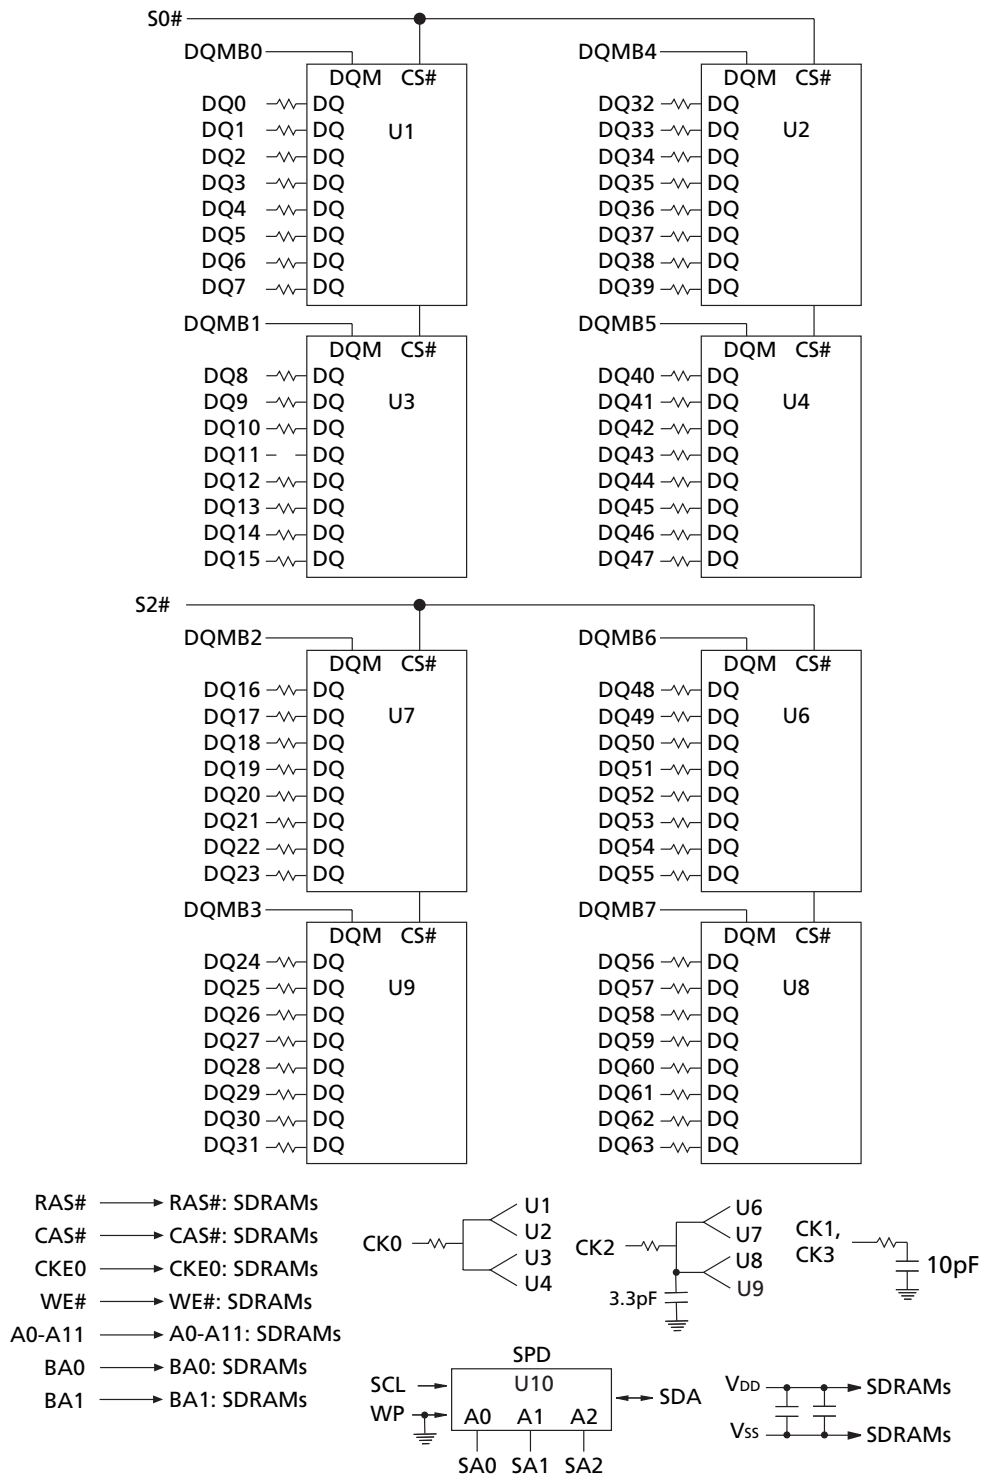 S0#
DQMB0
DQM CS#
U1
DQ0 DQ
DQ1 DQ
DQ2 DQ
DQ3 DQ
DQ4 DQ
DQ5 DQ
DQ6 DQ
DQ7 DQ
DQMB4
DQM CS#
U2
DQ32 DQ
DQ33 DQ
DQ34 DQ
DQ35 DQ
DQ36 DQ
DQ37 DQ
DQ38 DQ
DQ39 DQ
DQMB1
DQM CS#
U3
DQ8 DQ
DQ9 DQ
DQ10 DQ
DQ11 DQ
DQ12 DQ
DQ13 DQ
DQ14 DQ
DQ15 DQ
DQMB5
DQM CS#
U4
DQ40 DQ
DQ41 DQ
DQ42 DQ
DQ43 DQ
DQ44 DQ
DQ45 DQ
DQ46 DQ
DQ47 DQ
S2#
DQMB2
DQM CS#
U7
DQ16 DQ
DQ17 DQ
DQ18 DQ
DQ19 DQ
DQ20 DQ
DQ21 DQ
DQ22 DQ
DQ23 DQ
DQMB6
DQM CS#
U6
DQ48 DQ
DQ49 DQ
DQ50 DQ
DQ51 DQ
DQ52 DQ
DQ53 DQ
DQ54 DQ
DQ55 DQ
DQMB3
DQM CS#
U9
DQ24 DQ
DQ25 DQ
DQ26 DQ
DQ27 DQ
DQ28 DQ
DQ29 DQ
DQ30 DQ
DQ31 DQ
DQMB7
DQM CS#
U8
DQ56 DQ
DQ57 DQ
DQ58 DQ
DQ59 DQ
DQ60 DQ
DQ61 DQ
DQ62 DQ
DQ63 DQ
RAS# RAS#: SDRAMs
CAS# CAS#: SDRAMs
CKE0 CKE0: SDRAMs
WE# WE#: SDRAMs
A0-A11 A0-A11: SDRAMs
BA0 BA0: SDRAMs
BA1 BA1: SDRAMs
CK0
U1
U2
U3
U4
CK2
U6
U7
U8
U9
3.3pF
CK1,
CK3
10pF
SPD
U10
SCL
WP
A0 A1 A2
SDA
SA0 SA1 SA2
VDD SDRAMs
Vss SDRAMs